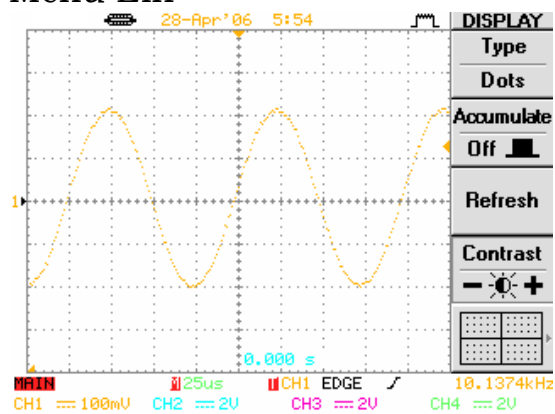 28-Apr'06 5:54
DISPLAY
Type
Dots
Accumulate
Off
Refresh
Contrast
1
0.000 s
MAIN M 25us T CH1 EDGE 10.1374kHz
CH1 100mV CH2 2V CH3 2V CH4 2V